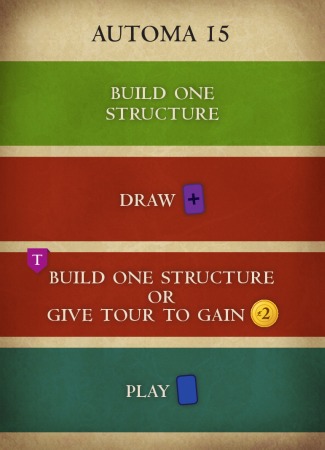 AUTOMA 15
BUILD ONE
STRUCTURE
DRAW +
T
BUILD ONE STRUCTURE
OR
GIVE TOUR TO GAIN £2
PLAY